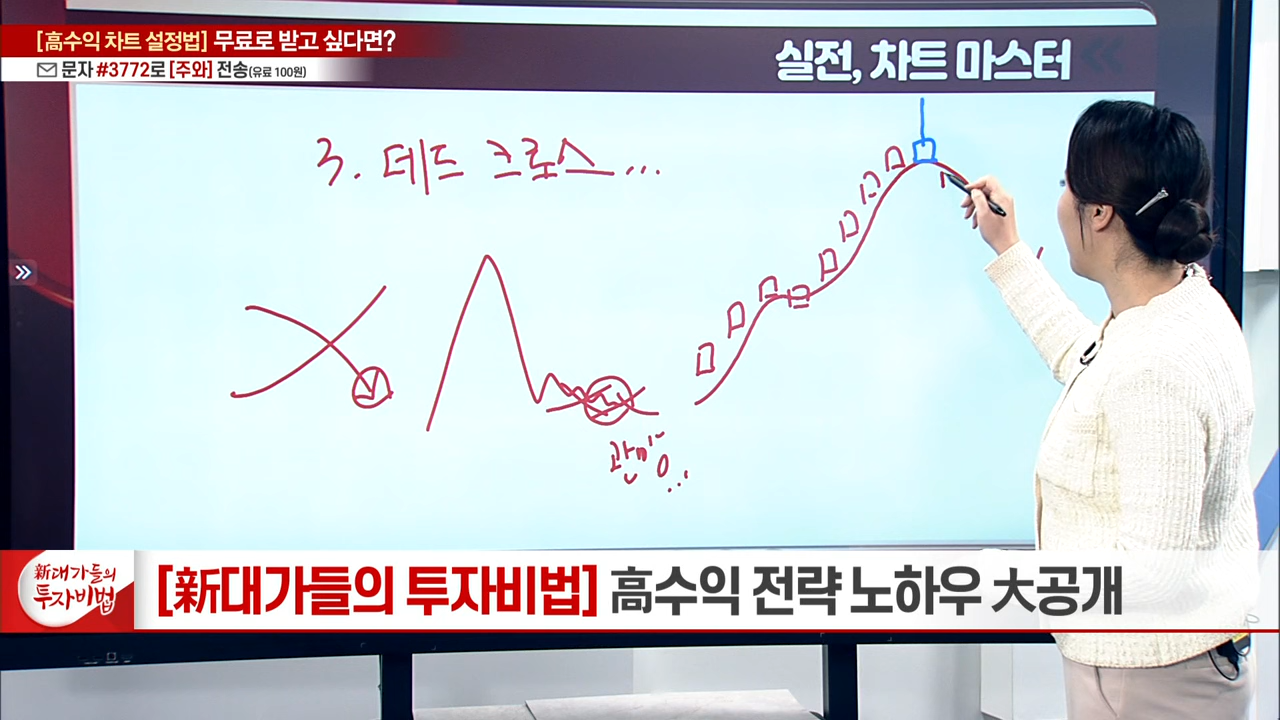 [高수익 차트 설정법] 무료로 받고 싶다면?
문자 #3772로 [주와] 전송(유료 100원)
실전, 차트 마스터
3. 데드 크로스...
관망...
新대가들의
투자비법
[新대가들의 투자비법] 高수익 전략 노하우 大공개